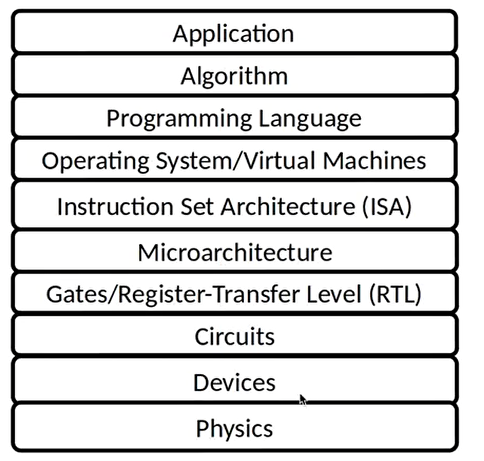 Application
Algorithm
Programming Language
Operating System/Virtual Machines
Instruction Set Architecture (ISA)
Microarchitecture
Gates/Register-Transfer Level (RTL)
Circuits
Devices
Physics